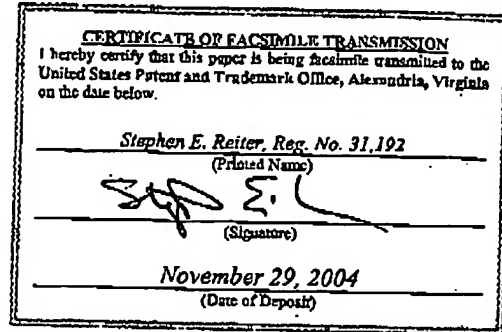 CERTIFICATE OF FACSIMILE TRANSMISSION
I hereby certify that this paper is being facsimile transmitted to the
United States Patent and Trademark Office, Alexandria, Virginia
on the date below.
Stephen E. Reiter, Reg. No. 31,192
(Printed Name)
(Signature)
November 29, 2004
(Date of Deposit)